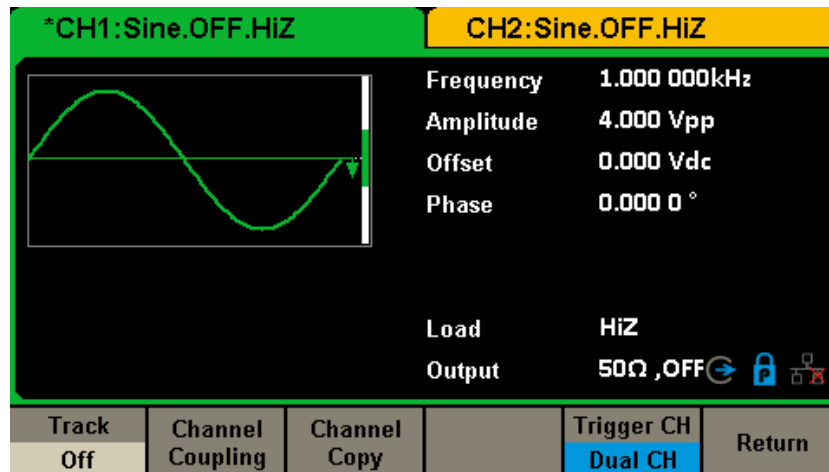 *CH1:Sine.OFF.HiZ
CH2:Sine.OFF.HiZ
Frequency 1.000 000kHz
Amplitude 4.000 Vpp
Offset 0.000 Vdc
Phase 0.000 0 °
Load HiZ
Output 50Ω ,OFF
P
Track
Off
Channel
Coupling
Channel
Copy
Trigger CH
Dual CH
Return